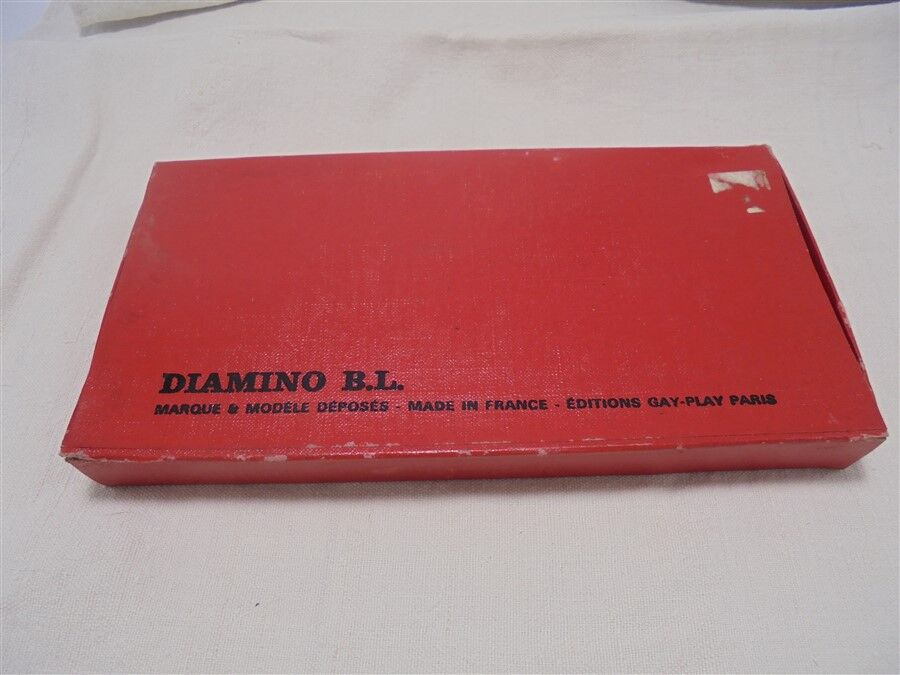 DIAMINO B.L.
MARQUE & MODÈLE DÉPOSÉS - MADE IN FRANCE - ÉDITIONS GAY-PLAY PARIS